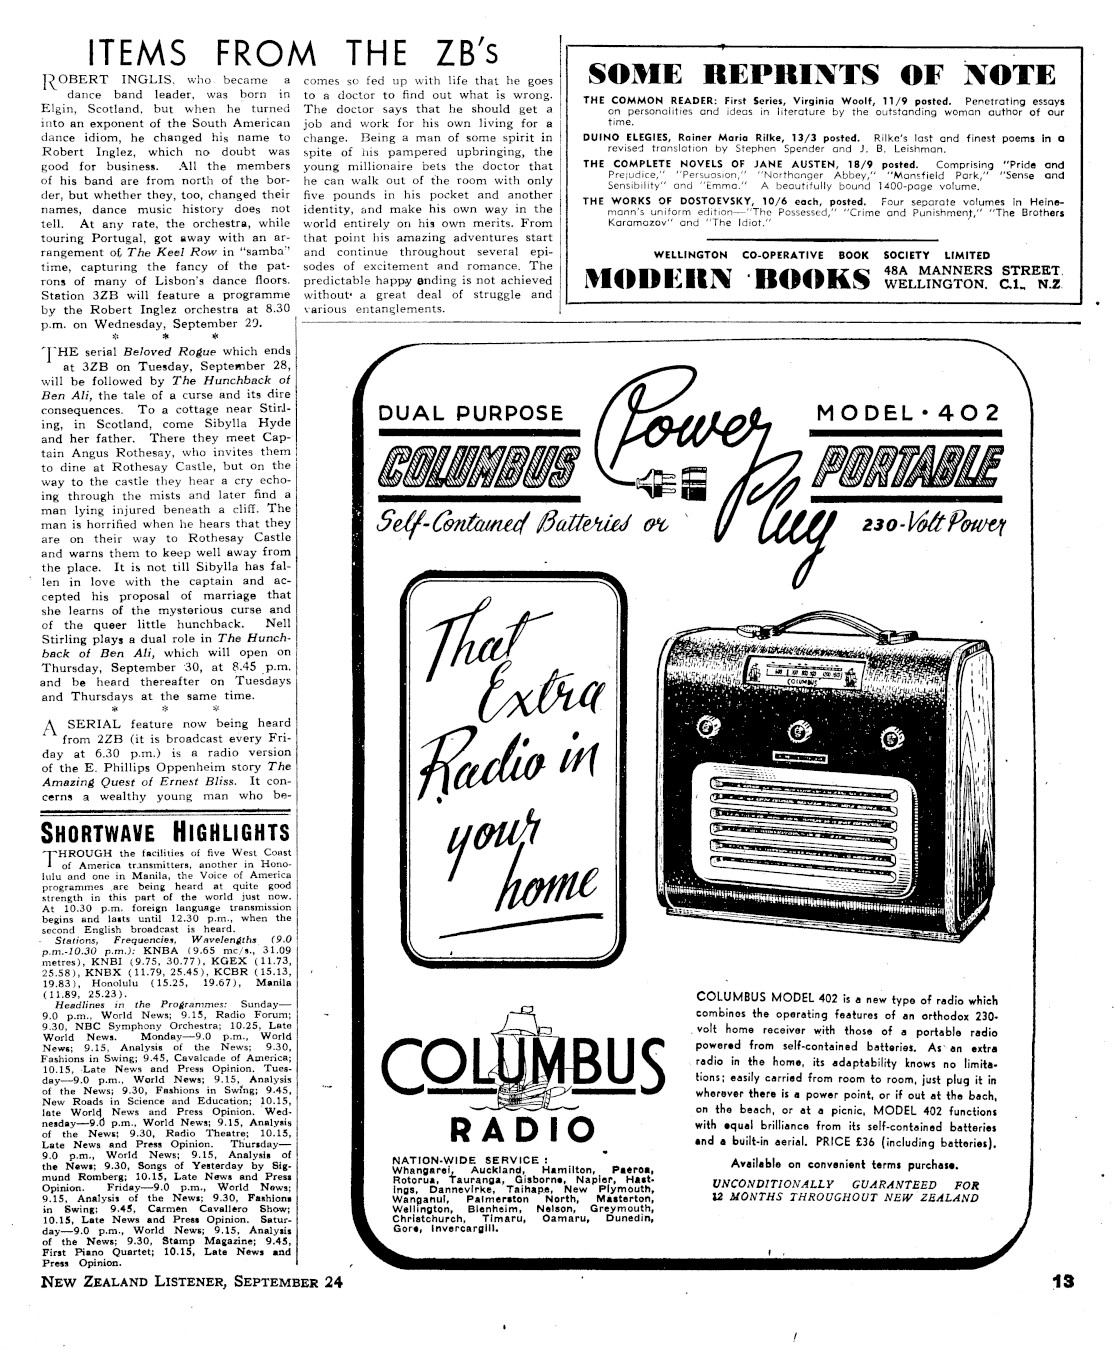 ITEMS FROM THE ZB's
ROBERT INGLIS, who became a
dance band leader, was born in
Elgin, Scotland, but when he turned
into an exponent of the South American
dance idiom, he changed his name to
Robert Inglez, which no doubt was
good for business. All the members
of his band are from north of the bor-
der, but whether they, too, changed their
names, dance music history does not
tell. At any rate, the orchestra, while
touring Portugal, got away with an ar-
rangement of The Keel Row in "samba"
time, capturing the fancy of the pat-
rons of many of Lisbon's dance floors.
Station 3ZB will feature a programme
by the Robert Inglez orchestra at 8.30
p.m. on Wednesday, September 29.
* * *
THE serial Beloved Rogue which ends
at 3ZB on Tuesday, September 28,
will be followed by The Hunchback of
Ben Ali, the tale of a curse and its dire
consequences. To a cottage near Stirl-
ing, in Scotland, come Sibylla Hyde
and her father. There they meet Cap-
tain Angus Rothesay, who invites them
to dine at Rothesay Castle, but on the
way to the castle they hear a cry echo-
ing through the mists and later find a
man lying injured beneath a cliff. The
man is horrified when he hears that they
are on their way to Rothesay Castle
and warns them to keep well away from
the place. It is not till Sibylla has fal-
len in love with the captain and ac-
cepted his proposal of marriage that
she learns of the mysterious curse and
of the queer little hunchback. Nell
Stirling plays a dual role in The Hunch-
back of Ben Ali, which will open on
Thursday, September 30, at 8.45 p.m.
and be heard thereafter on Tuesdays
and Thursdays at the same time.
* * *
A SERIAL feature now being heard
from 2ZB (it is broadcast every Fri-
day at 6.30 p.m.) is a radio version
of the E. Phillips Oppenheim story The
Amazing Quest of Ernest Bliss. It con-
cerns a wealthy young man who be-
comes so fed up with life that he goes
to a doctor to find out what is wrong.
The doctor says that he should get a
job and work for his own living for a
change. Being a man of some spirit in
spite of his pampered upbringing, the
young millionaire bets the doctor that
he can walk out of the room with only
five pounds in his pocket and another
identity, and make his own way in the
world entirely on his own merits. From
that point his amazing adventures start
and continue throughout several epi-
sodes of excitement and romance. The
predictable happy ending is not achieved
without a great deal of struggle and
various entanglements.
SHORTWAVE HIGHLIGHTS
THROUGH the facilities of five West Coast
of America transmitters, another in Hono-
lulu and one in Manila, the Voice of America
programmes are being heard at quite good
strength in this part of the world just now.
At 10.30 p.m. foreign language transmission
begins and lasts until 12.30 p.m., when the
second English broadcast is heard.
Stations, Frequencies, Wavelengths (9.0
p.m.-10.30 p.m.): KNBA (9.65 mc/s., 31.09
metres), KNBI (9.75, 30.77), KGEX (11.73,
25.58), KNBX (11.79, 25.45), KCBR (15.13,
19.83), Honolulu (15.25, 19.67), Manila
(11.89, 25.23).
Headlines in the Programmes: Sunday—
9.0 p.m., World News; 9.15, Radio Forum;
9.30, NBC Symphony Orchestra; 10.25, Late
World News. Monday—9.0 p.m., World
News; 9.15, Analysis of the News; 9.30,
Fashions in Swing; 9.45, Cavalcade of America;
10.15, Late News and Press Opinion. Tues-
day—9.0 p.m., World News; 9.15, Analysis
of the News; 9.30, Fashions in Swing; 9.45,
New Roads in Science and Education; 10.15,
late World News and Press Opinion. Wed-
nesday—9.0 p.m., World News; 9.15, Analysis
of the News; 9.30, Radio Theatre; 10.15,
Late News and Press Opinion. Thursday—
9.0 p.m., World News; 9.15, Analysis of
the News; 9.30, Songs of Yesterday by Sig-
mund Romberg; 10.15, Late News and Press
Opinion. Friday—9.0 p.m., World News;
9.15, Analysis of the News; 9.30, Fashions
in Swing; 9.45, Carmen Cavallero Show;
10.15, Late News and Press Opinion. Satur-
day—9.0 p.m., World News; 9.15, Analysis
of the News; 9.30, Stamp Magazine; 9.45,
First Piano Quartet; 10.15, Late News and
Press Opinion.
SOME REPRINTS OF NOTE
THE COMMON READER: First Series, Virginia Woolf, 11/9 posted. Penetrating essays
on personalities and ideas in literature by the outstanding woman author of our
time.
DUINO ELEGIES, Rainer Maria Rilke, 13/3 posted. Rilke's last and finest poems in a
revised translation by Stephen Spender and J. B. Leishman.
THE COMPLETE NOVELS OF JANE AUSTEN, 18/9 posted. Comprising "Pride and
Prejudice," "Persuasion," "Northanger Abbey," "Mansfield Park," "Sense and
Sensibility" and "Emma." A beautifully bound 1400-page volume.
THE WORKS OF DOSTOEVSKY, 10/6 each, posted. Four separate volumes in Heine-
mann's uniform edition—"The Possessed," "Crime and Punishment," "The Brothers
Karamazov" and "The Idiot."
WELLINGTON CO-OPERATIVE BOOK SOCIETY LIMITED
MODERN BOOKS 48A MANNERS STREET,
WELLINGTON, C.1., N.Z.
DUAL PURPOSE
COLUMBUS
Power Plug
MODEL · 402
PORTABLE
Self-Contained Batteries or 230-Volt Power
That
Extra
Radio in
your
home
COLUMBUS
COLUMBUS
RADIO
NATION-WIDE SERVICE:
Whangarei, Auckland, Hamilton, Paeroa,
Rotorua, Tauranga, Gisborne, Napier, Hast-
ings, Dannevirke, Taihape, New Plymouth,
Wanganui, Palmerston North, Masterton,
Wellington, Blenheim, Nelson, Greymouth,
Christchurch, Timaru, Oamaru, Dunedin,
Gore, Invercargill.
COLUMBUS MODEL 402 is a new type of radio which
combines the operating features of an orthodox 230-
volt home receiver with those of a portable radio
powered from self-contained batteries. As an extra
radio in the home, its adaptability knows no limita-
tions; easily carried from room to room, just plug it in
wherever there is a power point, or if out at the bach,
on the beach, or at a picnic, MODEL 402 functions
with equal brilliance from its self-contained batteries
and a built-in aerial. PRICE £36 (including batteries).
Available on convenient terms purchase.
UNCONDITIONALLY GUARANTEED FOR
12 MONTHS THROUGHOUT NEW ZEALAND
NEW ZEALAND LISTENER, SEPTEMBER 24
13